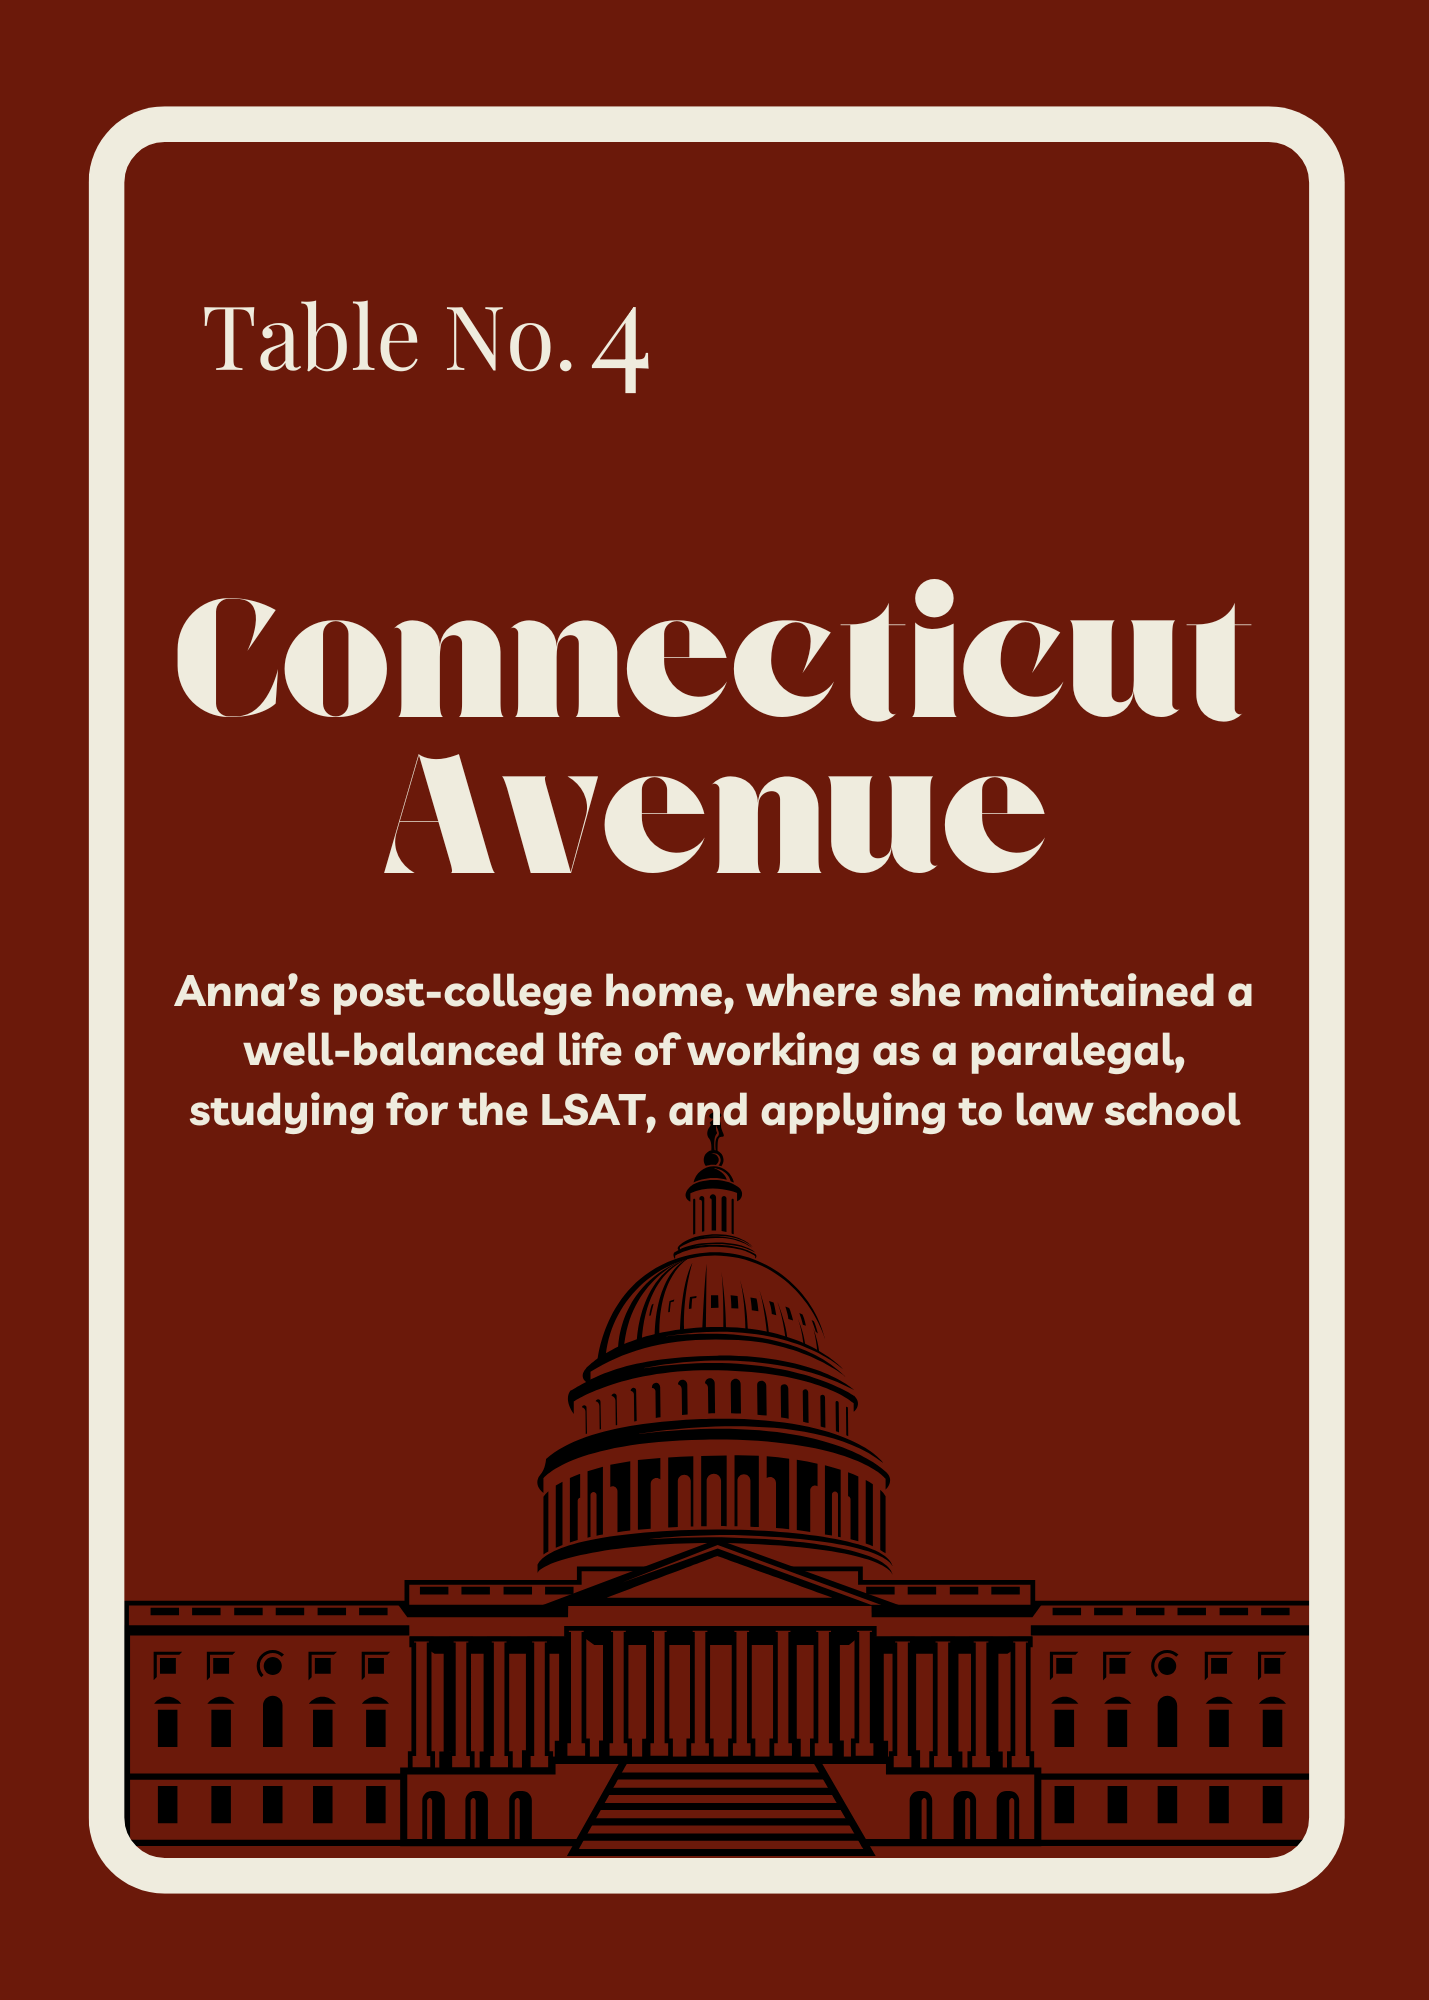 Table No. 4
Connecticut
Avenue
Anna’s post-college home, where she maintained a
well-balanced life of working as a paralegal,
studying for the LSAT, and applying to law school